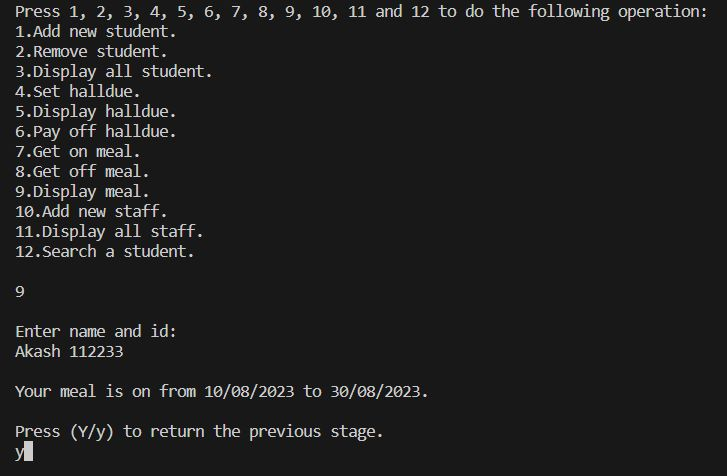 Press 1, 2, 3, 4, 5, 6, 7, 8, 9, 10, 11 and 12 to do the following operation:
1.Add new student.
2.Remove student.
3.Display all student.
4.Set halldue.
5.Display halldue.
6.Pay off halldue.
7.Get on meal.
8.Get off meal.
9.Display meal.
10.Add new staff.
11.Display all staff.
12.Search a student.
9
Enter name and id:
Akash 112233
Your meal is on from 10/08/2023 to 30/08/2023.
Press (Y/y) to return the previous stage.
y